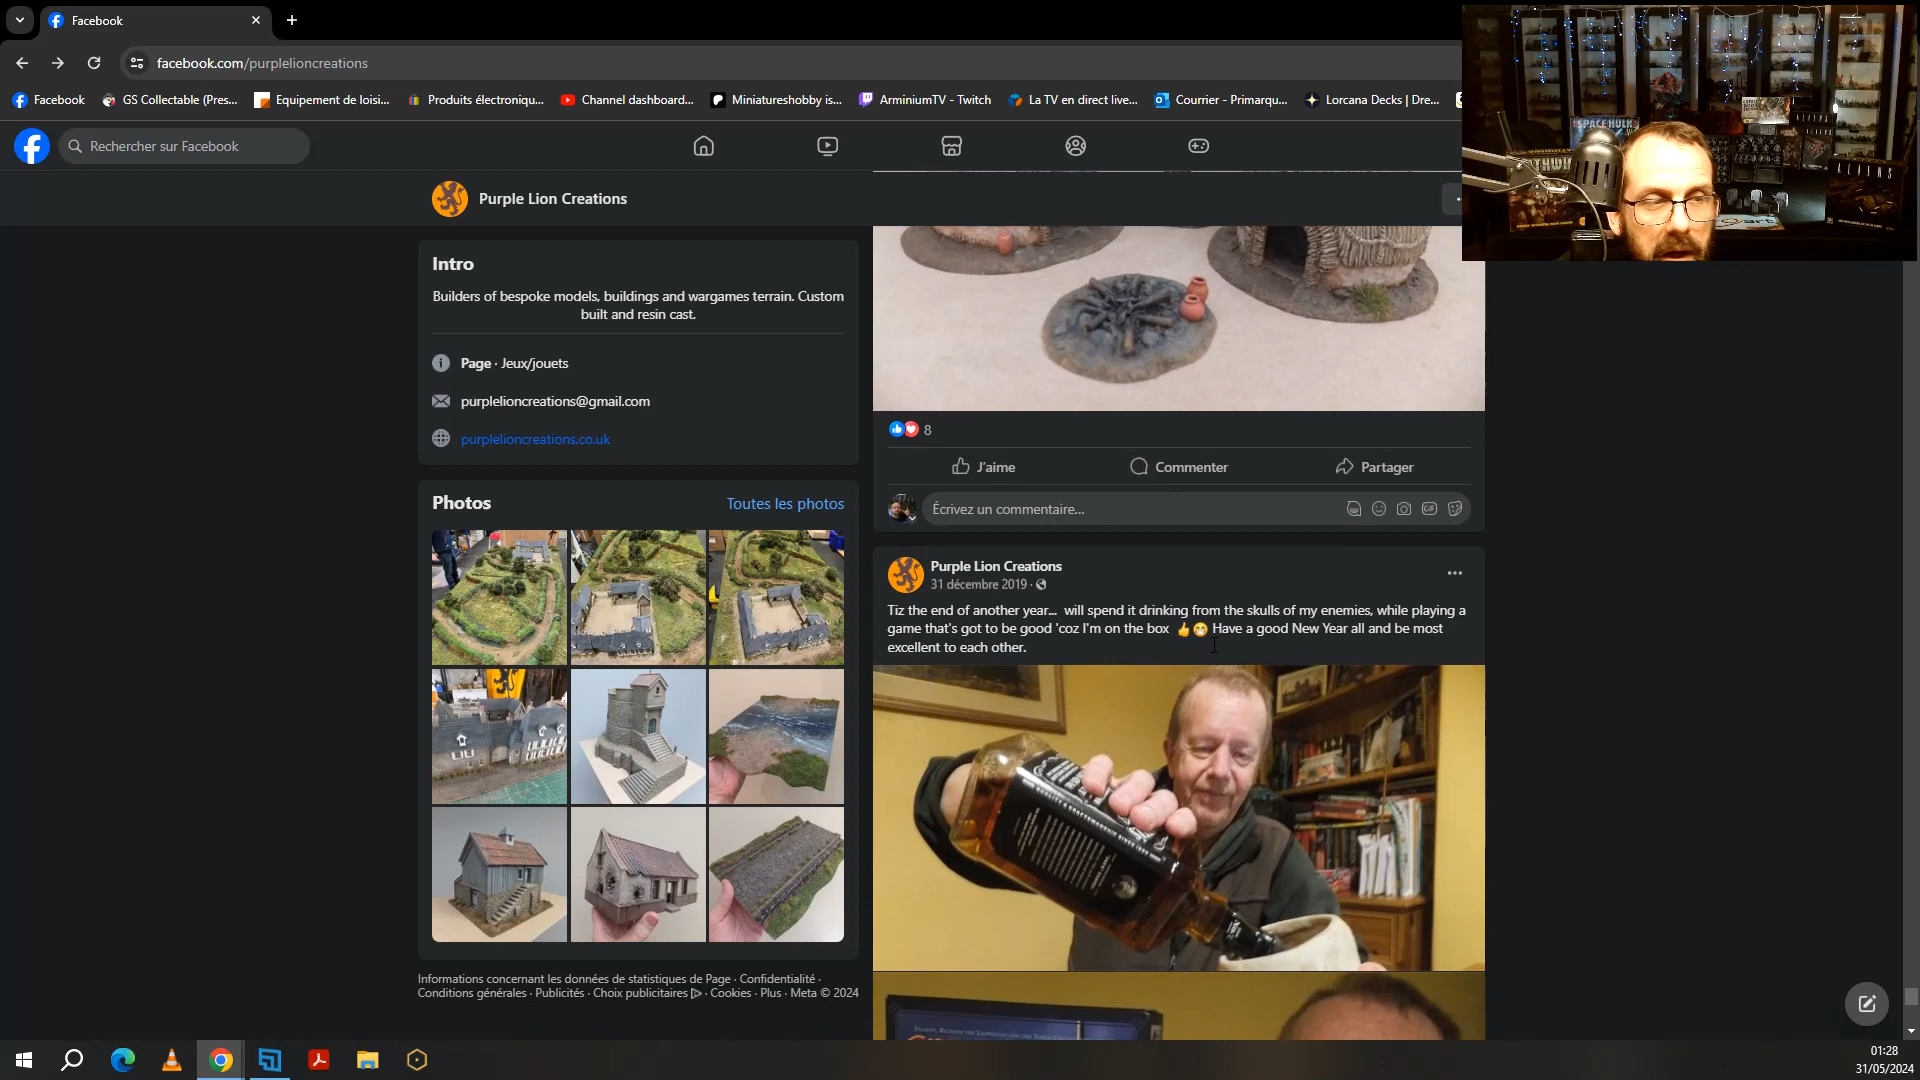 Facebook
facebook.com/purplelioncreations
Facebook
GS Collectable (Pres...
Equipement de loisi...
Produits électroniqu...
Channel dashboard...
Miniatureshobby is...
ArminiumTV - Twitch
La TV en direct live...
Courrier - Primarqu...
Lorcana Decks | Dre...
Rechercher sur Facebook
SPACE HULK
ALIENS
Purple Lion Creations
Intro
Builders of bespoke models, buildings and wargames terrain. Custom
built and resin cast.
Page · Jeux/jouets
purplelioncreations@gmail.com
purplelioncreations.co.uk
Photos
Toutes les photos
Informations concernant les données de statistiques de Page · Confidentialité ·
Conditions générales · Publicités · Choix publicitaires · Cookies · Plus · Meta © 2024
8
J'aime
Commenter
Partager
Écrivez un commentaire...
GIF
Purple Lion Creations
31 décembre 2019 ·
Tiz the end of another year... will spend it drinking from the skulls of my enemies, while playing a
game that's got to be good 'coz I'm on the box 👍😁 Have a good New Year all and be most
excellent to each other.
01:28
31/05/2024